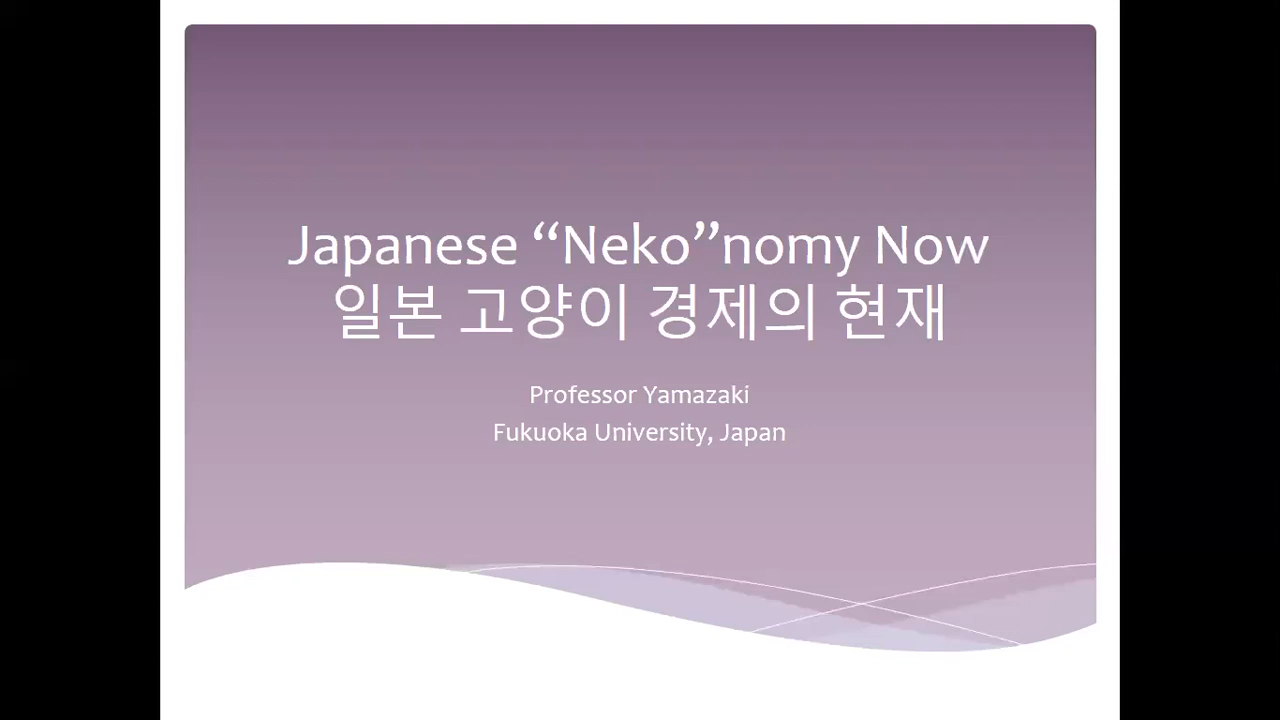 Japanese “Neko”nomy Now
일본 고양이 경제의 현재
Professor Yamazaki
Fukuoka University, Japan